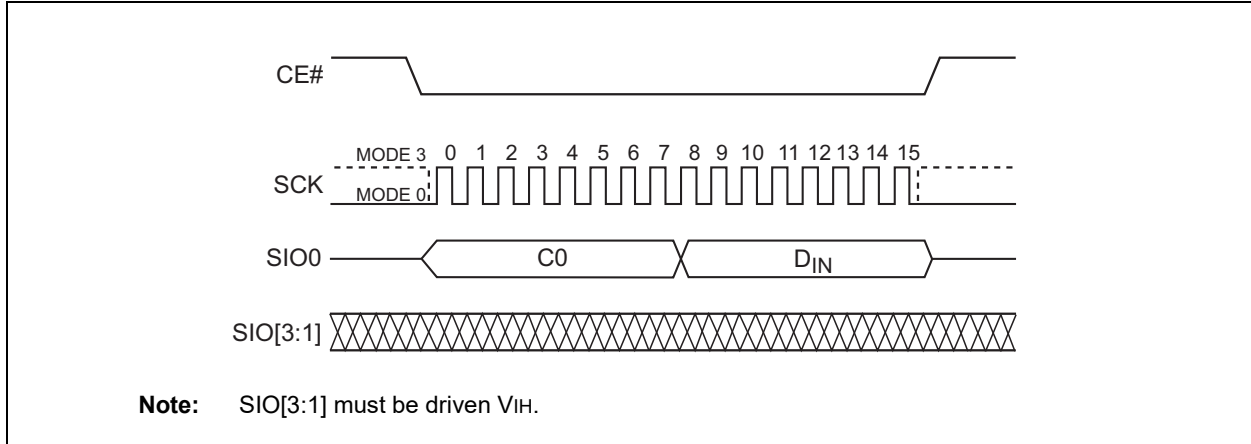 CE#
MODE 3 0 1 2 3 4 5 6 7 8 9 10 11 12 13 14 15
SCK
MODE 0
SIO0 C0 DIN
SIO[3:1]
Note: SIO[3:1] must be driven VIH.